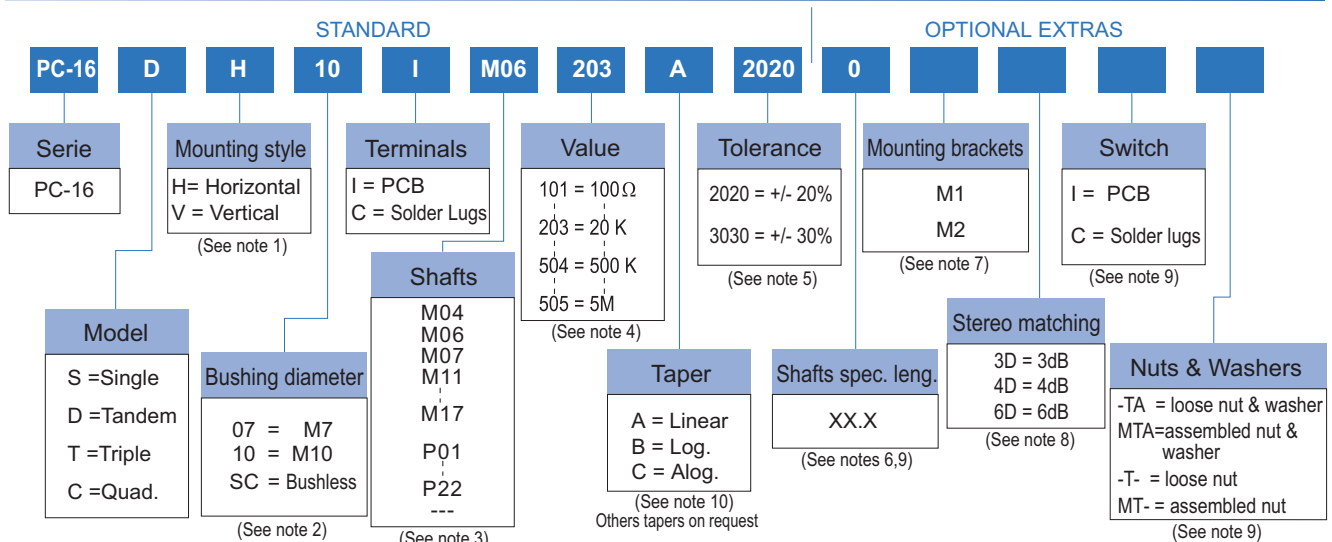 STANDARD
OPTIONAL EXTRAS
PC-16 D H 10 I M06 203 A 2020 0
Serie
PC-16
Mounting style
H= Horizontal
V = Vertical
(See note 1)
Terminals
I = PCB
C = Solder Lugs
Value
101 = 100Ω
203 = 20 K
504 = 500 K
505 = 5M
(See note 4)
Tolerance
2020 = +/- 20%
3030 = +/- 30%
(See note 5)
Mounting brackets
M1
M2
(See note 7)
Switch
I = PCB
C = Solder lugs
(See note 9)
Model
S =Single
D =Tandem
T =Triple
C =Quad.
Bushing diameter
07 = M7
10 = M10
SC = Bushless
(See note 2)
Shafts
M04
M06
M07
M11
M17
P01
P22
---
(See note 3)
Taper
A = Linear
B = Log.
C = Alog.
(See note 10)
Others tapers on request
Shafts spec. leng.
XX.X
(See notes 6,9)
Stereo matching
3D = 3dB
4D = 4dB
6D = 6dB
(See note 8)
Nuts & Washers
-TA = loose nut & washer
MTA=assembled nut &
washer
-T- = loose nut
MT- = assembled nut
(See note 9)